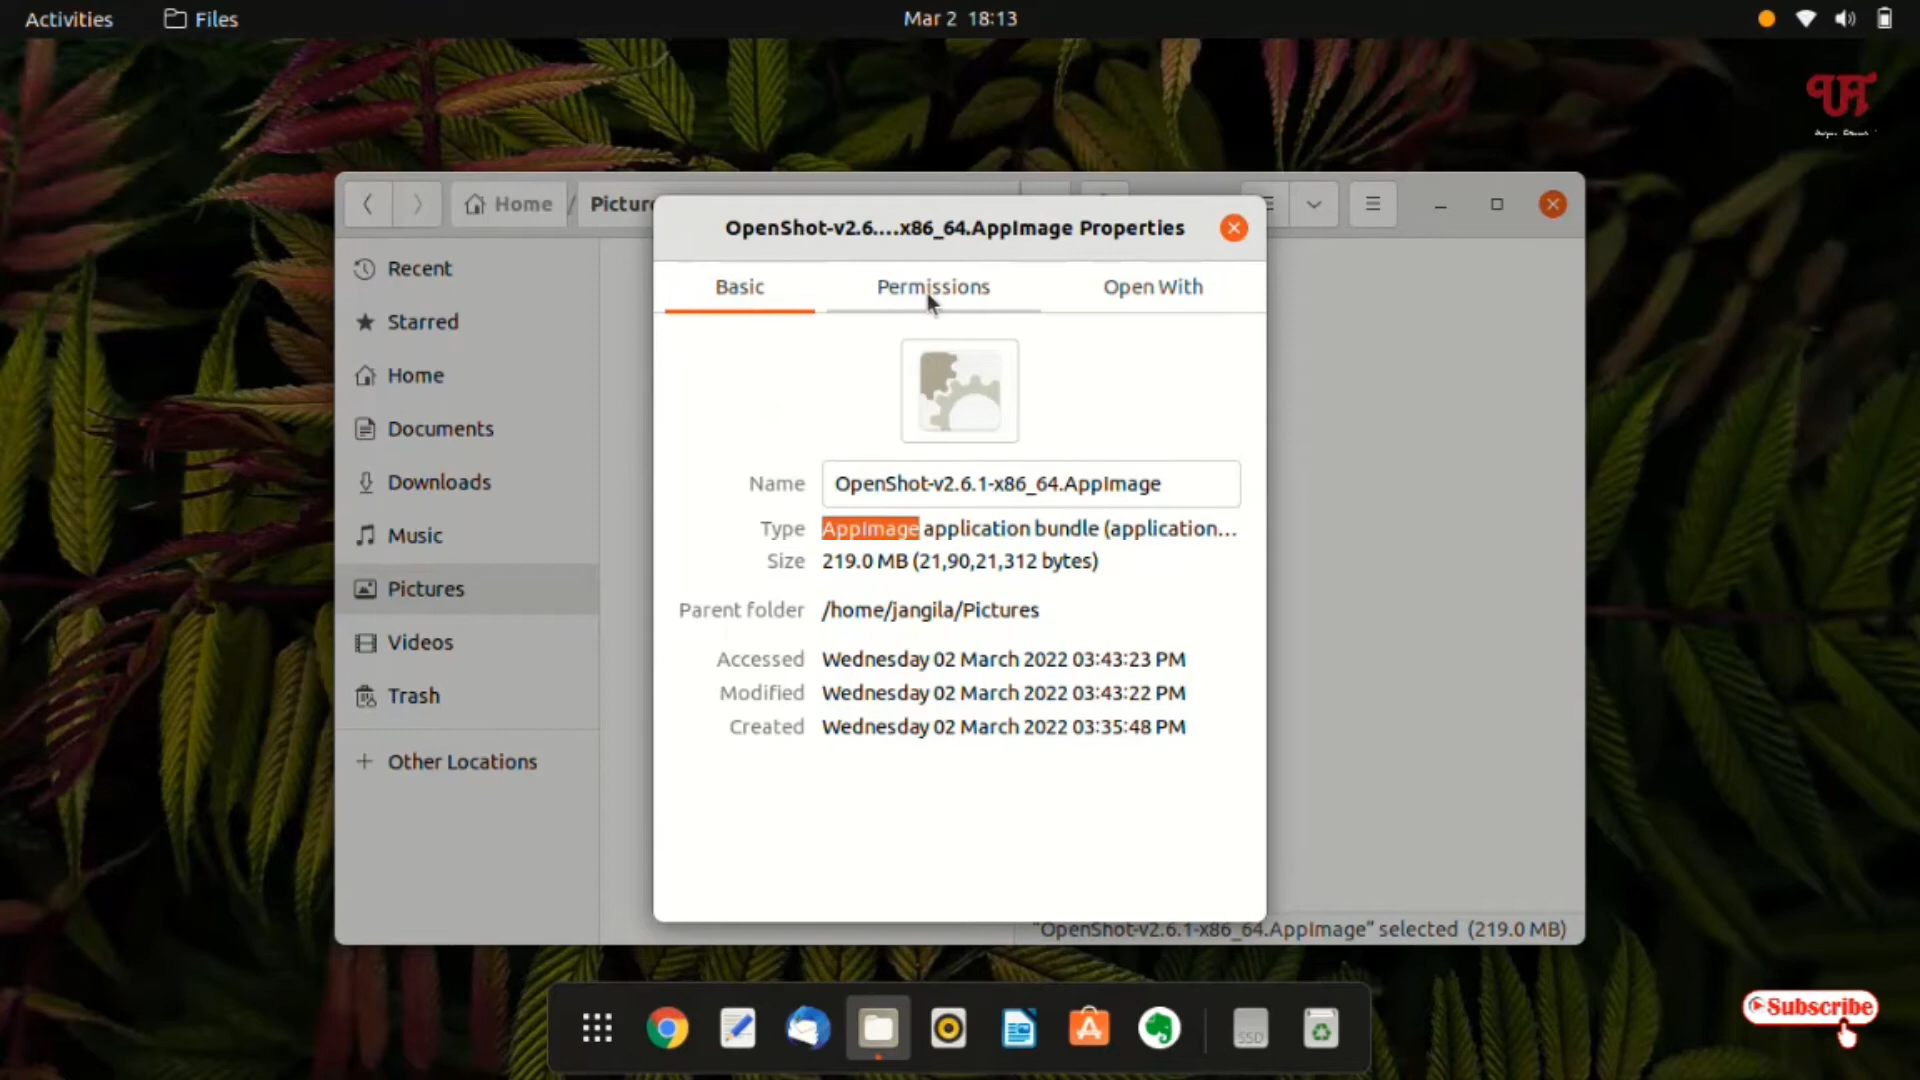 Activities
Files
Mar 2 18:13
Home / Pictur
OpenShot-v2.6....x86_64.AppImage Properties
Basic
Permissions
Open With
Recent
Starred
Home
Documents
Downloads
Music
Pictures
Videos
Trash
Other Locations
Name OpenShot-v2.6.1-x86_64.AppImage
Type AppImage application bundle (application...
Size 219.0 MB (21,90,21,312 bytes)
Parent folder /home/jangila/Pictures
Accessed Wednesday 02 March 2022 03:43:23 PM
Modified Wednesday 02 March 2022 03:43:22 PM
Created Wednesday 02 March 2022 03:35:48 PM
"OpenShot-v2.6.1-x86_64.AppImage" selected (219.0 MB)
SSD
Subscribe